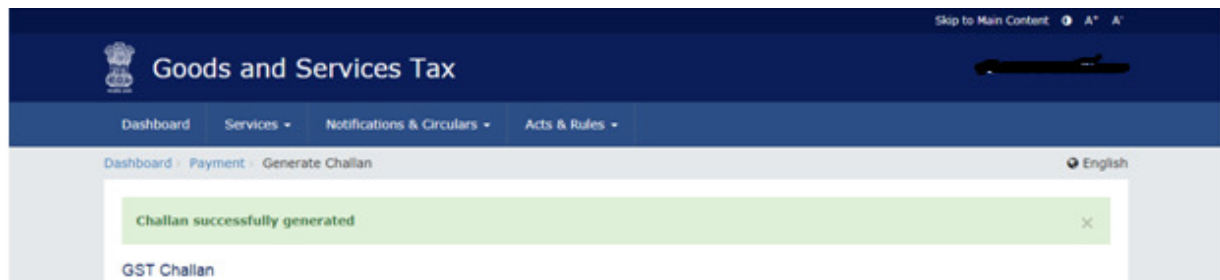 Skip to Main Content A+ A-
Goods and Services Tax
Dashboard Services Notifications & Circulars Acts & Rules
Dashboard Payment Generate Challan English
Challan successfully generated ×
GST Challan